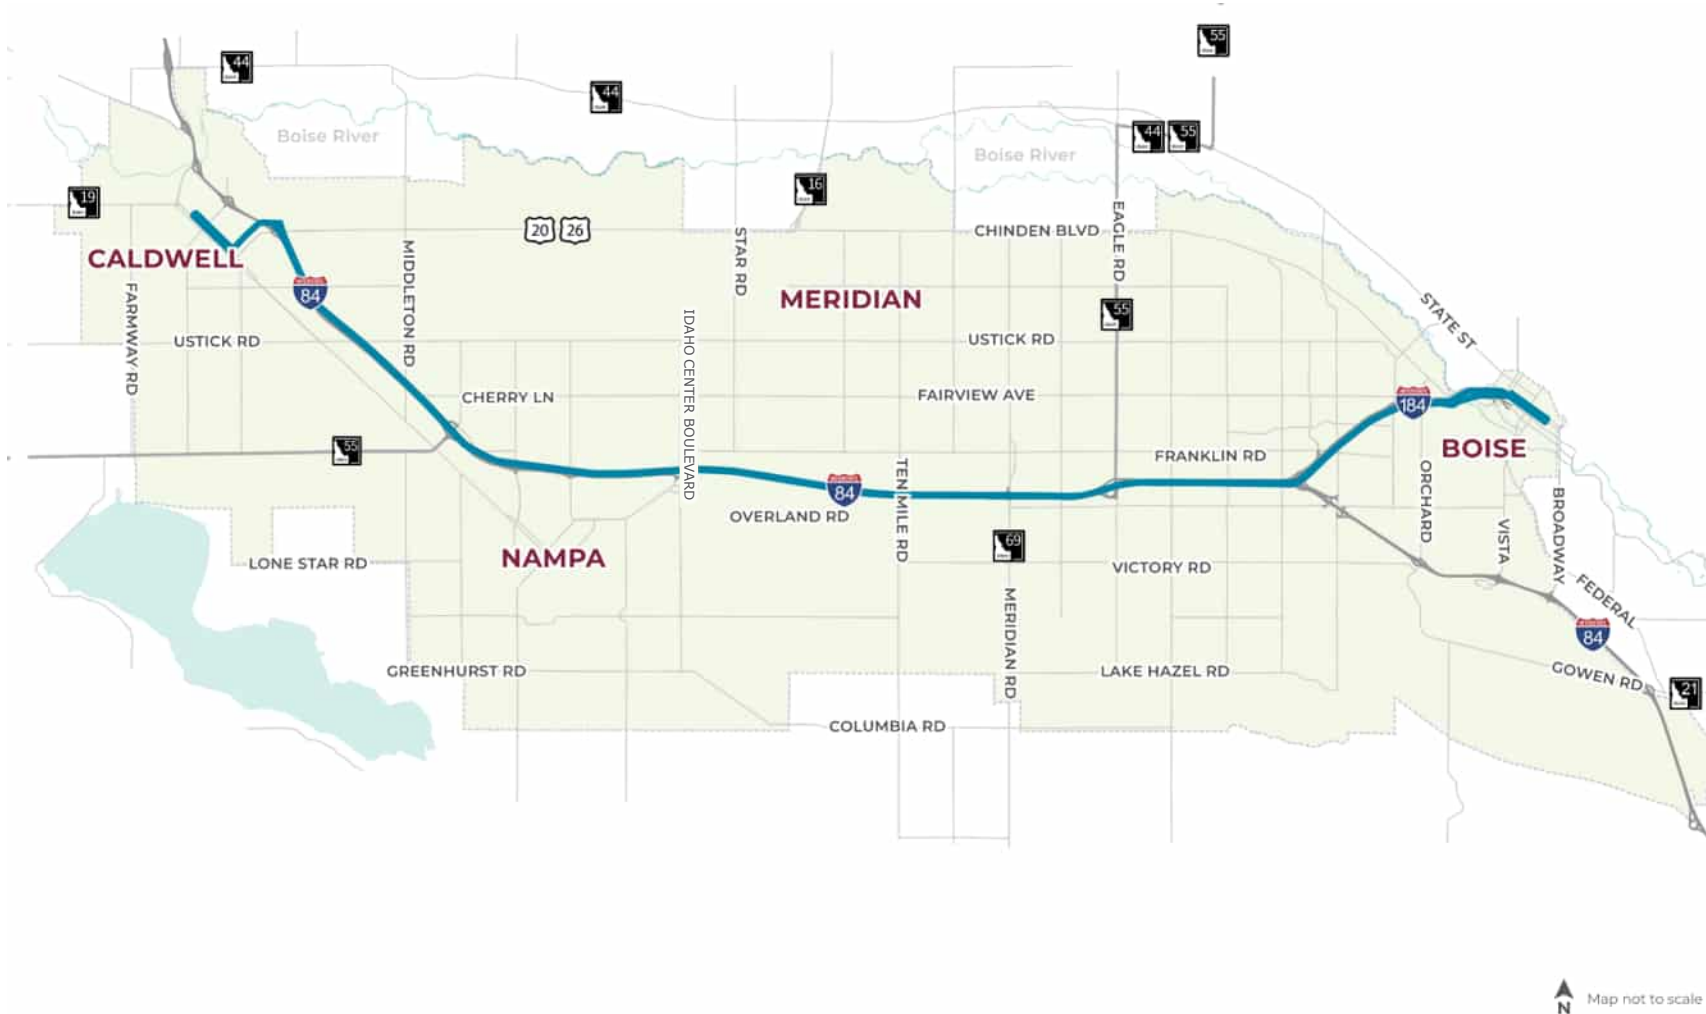 55
44
44
44
55
Boise River
Boise River
16
19
EAGLE RD
20
26
CHINDEN BLVD
STAR RD
MIDDLETON RD
CALDWELL
84
MERIDIAN
FARMWAY RD
IDAHO CENTER BOULEVARD
55
STATE ST
USTICK RD
USTICK RD
CHERRY LN
FAIRVIEW AVE
184
55
FRANKLIN RD
BOISE
84
TEN MILE RD
ORCHARD
OVERLAND RD
VISTA
BROADWAY
69
LONE STAR RD
NAMPA
VICTORY RD
FEDERAL
84
MERIDIAN RD
GREENHURST RD
LAKE HAZEL RD
GOWEN RD
21
COLUMBIA RD
N
Map not to scale